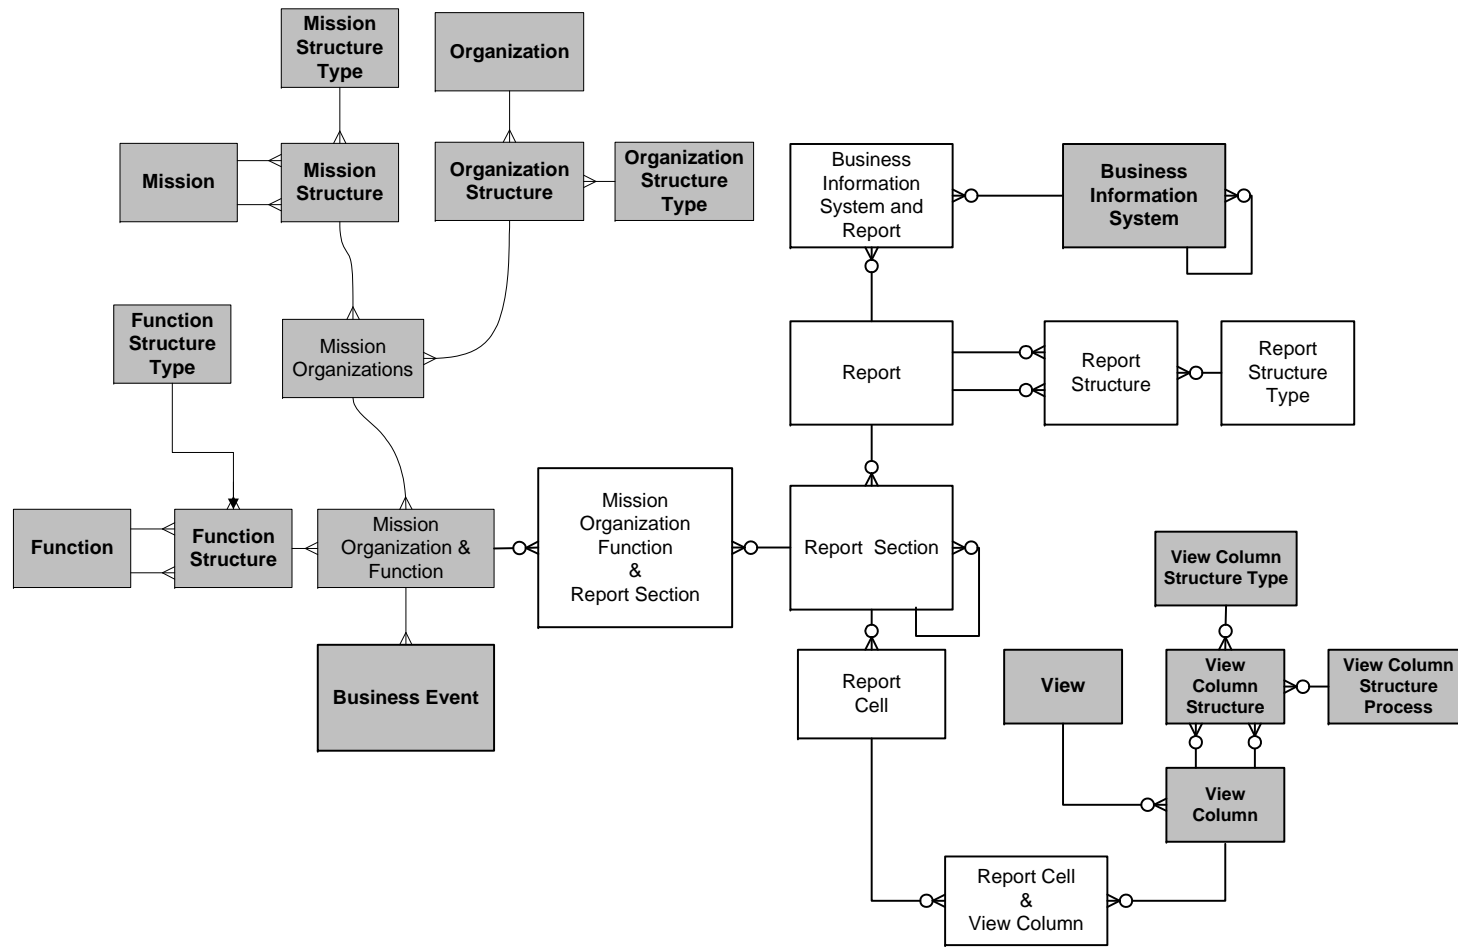 Mission
Structure
Type
Organization
Mission
Mission
Structure
Organization
Structure
Organization
Structure
Type
Business
Information
System and
Report
Business
Information
System
Function
Structure
Type
Mission
Organizations
Report
Report
Structure
Report
Structure
Type
Function
Function
Structure
Mission
Organization &
Function
Mission
Organization
Function
&
Report Section
Report Section
View Column
Structure Type
Business Event
Report
Cell
View
View
Column
Structure
View Column
Structure
Process
View
Column
Report Cell
&
View Column